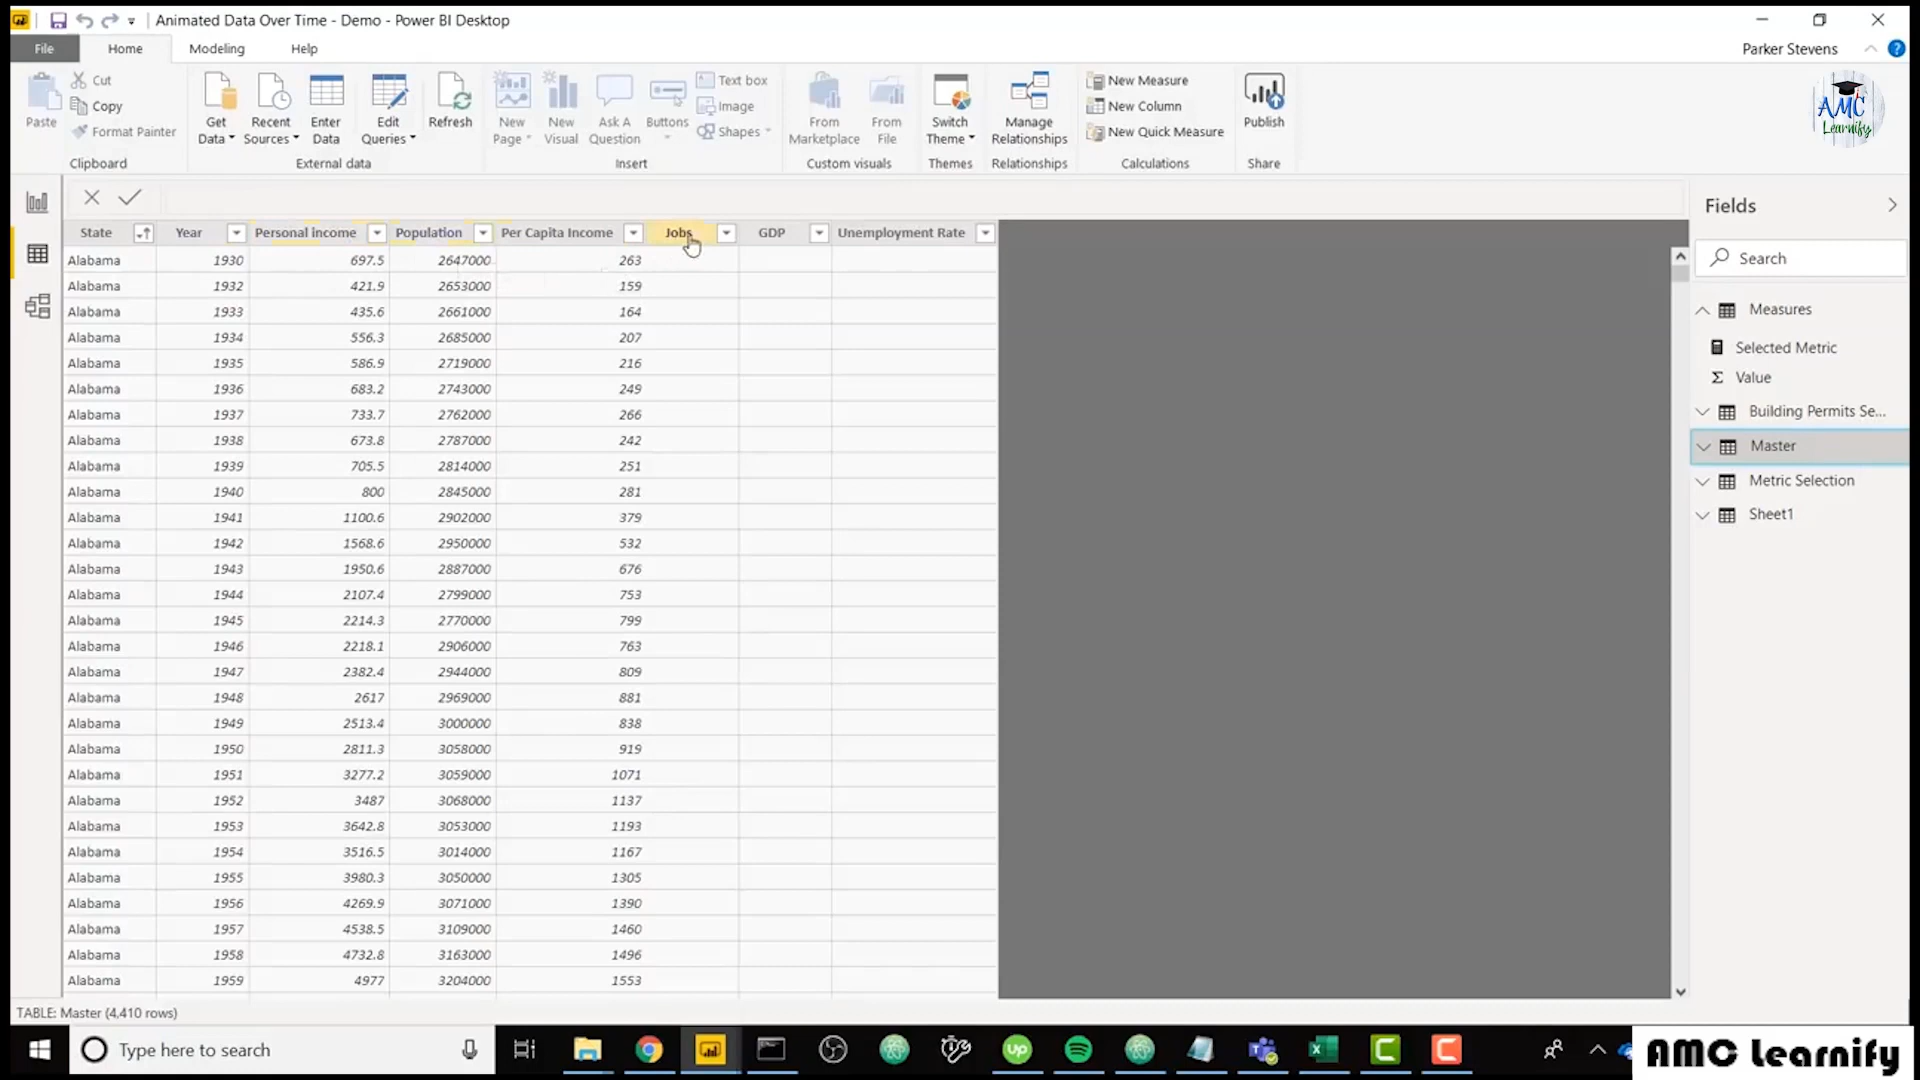 Animated Data Over Time - Demo - Power BI Desktop
File Home Modeling Help Parker Stevens
Paste Cut Copy Format Painter Clipboard
Get Data Recent Sources Enter Data Edit Queries Refresh External data
New Page New Visual Ask A Question Buttons Text box Image Shapes Insert
From Marketplace From File Custom visuals
Switch Theme Themes
Manage Relationships Relationships
New Measure New Column New Quick Measure Calculations
Publish Share
AMC Learnify
State Year Personal income Population Per Capita Income Jobs GDP Unemployment Rate
Alabama 1930 697.5 2647000 263
Alabama 1932 421.9 2653000 159
Alabama 1933 435.6 2661000 164
Alabama 1934 556.3 2685000 207
Alabama 1935 586.9 2719000 216
Alabama 1936 683.2 2743000 249
Alabama 1937 733.7 2762000 266
Alabama 1938 673.8 2787000 242
Alabama 1939 705.5 2814000 251
Alabama 1940 800 2845000 281
Alabama 1941 1100.6 2902000 379
Alabama 1942 1568.6 2950000 532
Alabama 1943 1950.6 2887000 676
Alabama 1944 2107.4 2799000 753
Alabama 1945 2214.3 2770000 799
Alabama 1946 2218.1 2906000 763
Alabama 1947 2382.4 2944000 809
Alabama 1948 2617 2969000 881
Alabama 1949 2513.4 3000000 838
Alabama 1950 2811.3 3058000 919
Alabama 1951 3277.2 3059000 1071
Alabama 1952 3487 3068000 1137
Alabama 1953 3642.8 3053000 1193
Alabama 1954 3516.5 3014000 1167
Alabama 1955 3980.3 3050000 1305
Alabama 1956 4269.9 3071000 1390
Alabama 1957 4538.5 3109000 1460
Alabama 1958 4732.8 3163000 1496
Alabama 1959 4977 3204000 1553
Fields
Search
Measures
Selected Metric
Value
Building Permits Se...
Master
Metric Selection
Sheet1
TABLE: Master (4,410 rows)
Type here to search
AMC Learnify